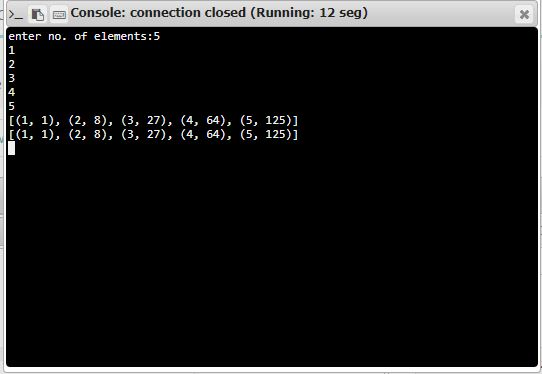 >_ Console: connection closed (Running: 12 seg)
enter no. of elements:5
1
2
3
4
5
[(1, 1), (2, 8), (3, 27), (4, 64), (5, 125)]
[(1, 1), (2, 8), (3, 27), (4, 64), (5, 125)]